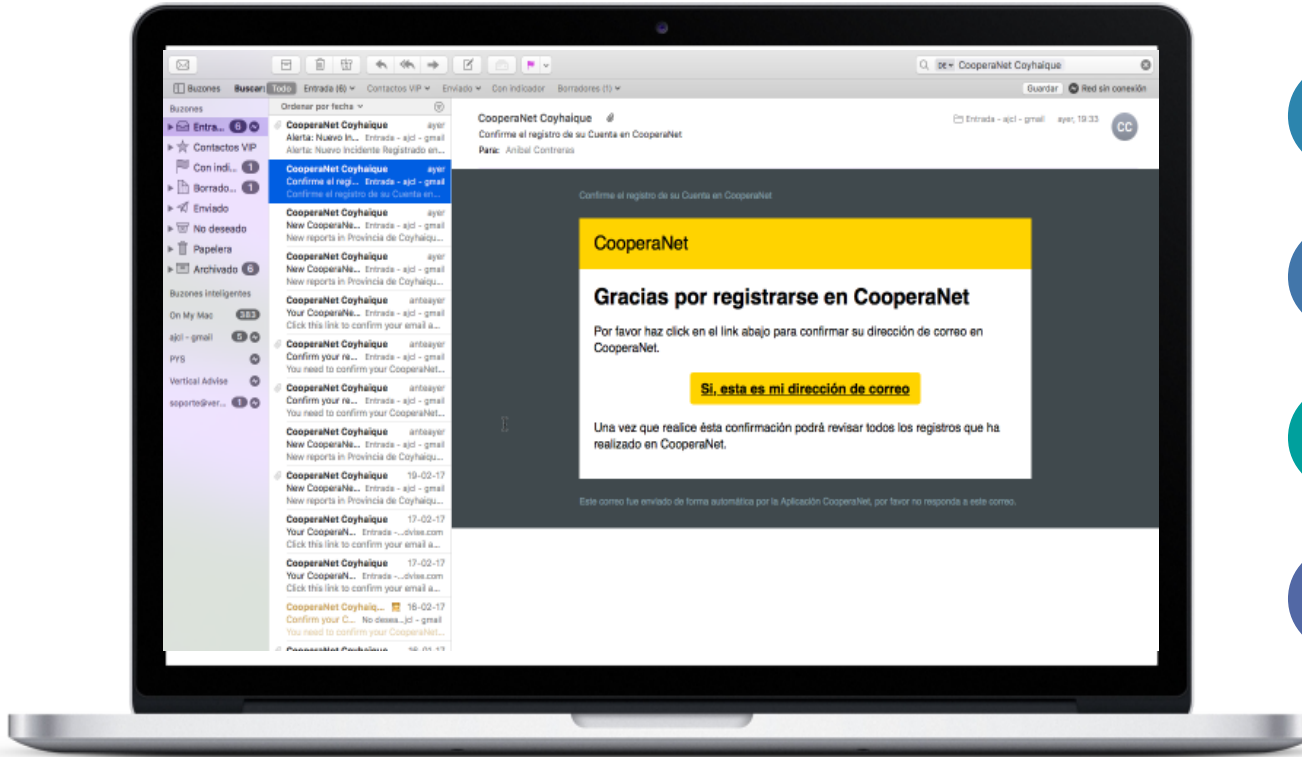 DE CooperaNet Coyhaique
Buzones Buscar: Todo Entrada (6) Contactos VIP Enviado Con indicador Borradores (1) Guardar Red sin conexión
Buzones
Entra... 6
Contactos VIP
Con indi... 1
Borrado... 1
Enviado
No deseado
Papelera
Archivado 6
Buzones inteligentes
On My Mac 383
ajcl - gmail 5
PYS
Vertical Advise
soporte@ver... 1
Ordenar por fecha
CooperaNet Coyhaique ayer
Alerta: Nuevo In... Entrada - ajcl - gmail
Alerta: Nuevo Incidente Registrado en...
CooperaNet Coyhaique ayer
Confirme el regi... Entrada - ajcl - gmail
Confirme el registro de su Cuenta en...
CooperaNet Coyhaique ayer
New CooperaNe... Entrada - ajcl - gmail
New reports in Provincia de Coyhaiqu...
CooperaNet Coyhaique ayer
New CooperaNe... Entrada - ajcl - gmail
New reports in Provincia de Coyhaiqu...
CooperaNet Coyhaique anteayer
Your CooperaNe... Entrada - ajcl - gmail
Click this link to confirm your email a...
CooperaNet Coyhaique anteayer
Confirm your re... Entrada - ajcl - gmail
You need to confirm your CooperaNet...
CooperaNet Coyhaique anteayer
Confirm your re... Entrada - ajcl - gmail
You need to confirm your CooperaNet...
CooperaNet Coyhaique anteayer
New CooperaNe... Entrada - ajcl - gmail
New reports in Provincia de Coyhaiqu...
CooperaNet Coyhaique 19-02-17
New CooperaNe... Entrada - ajcl - gmail
New reports in Provincia de Coyhaiqu...
CooperaNet Coyhaique 17-02-17
Your CooperaN... Entrada -...dvise.com
Click this link to confirm your email a...
CooperaNet Coyhaique 17-02-17
Your CooperaN... Entrada -...dvise.com
Click this link to confirm your email a...
CooperaNet Coyhaiq... 16-02-17
Confirm your C... No desea...jcl - gmail
You need to confirm your CooperaNet...
CooperaNet Coyhaique 16-01-17
CooperaNet Coyhaique Entrada - ajcl - gmail ayer, 19:33
CC
Confirme el registro de su Cuenta en CooperaNet
Para: Aníbal Contreras
Confirme el registro de su Cuenta en CooperaNet
CooperaNet
Gracias por registrarse en CooperaNet
Por favor haz click en el link abajo para confirmar su dirección de correo en
CooperaNet.
Si, esta es mi dirección de correo
Una vez que realice ésta confirmación podrá revisar todos los registros que ha
realizado en CooperaNet.
Este correo fue enviado de forma automática por la Aplicación CooperaNet, por favor no responda a este correo.